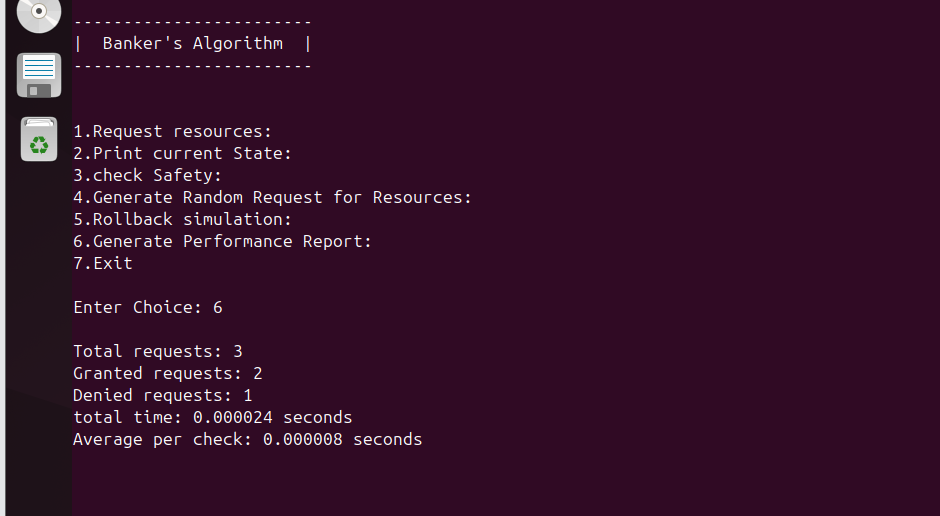 ------------------------
|  Banker's Algorithm  |
------------------------
1.Request resources:
2.Print current State:
3.check Safety:
4.Generate Random Request for Resources:
5.Rollback simulation:
6.Generate Performance Report:
7.Exit
Enter Choice: 6
Total requests: 3
Granted requests: 2
Denied requests: 1
total time: 0.000024 seconds
Average per check: 0.000008 seconds